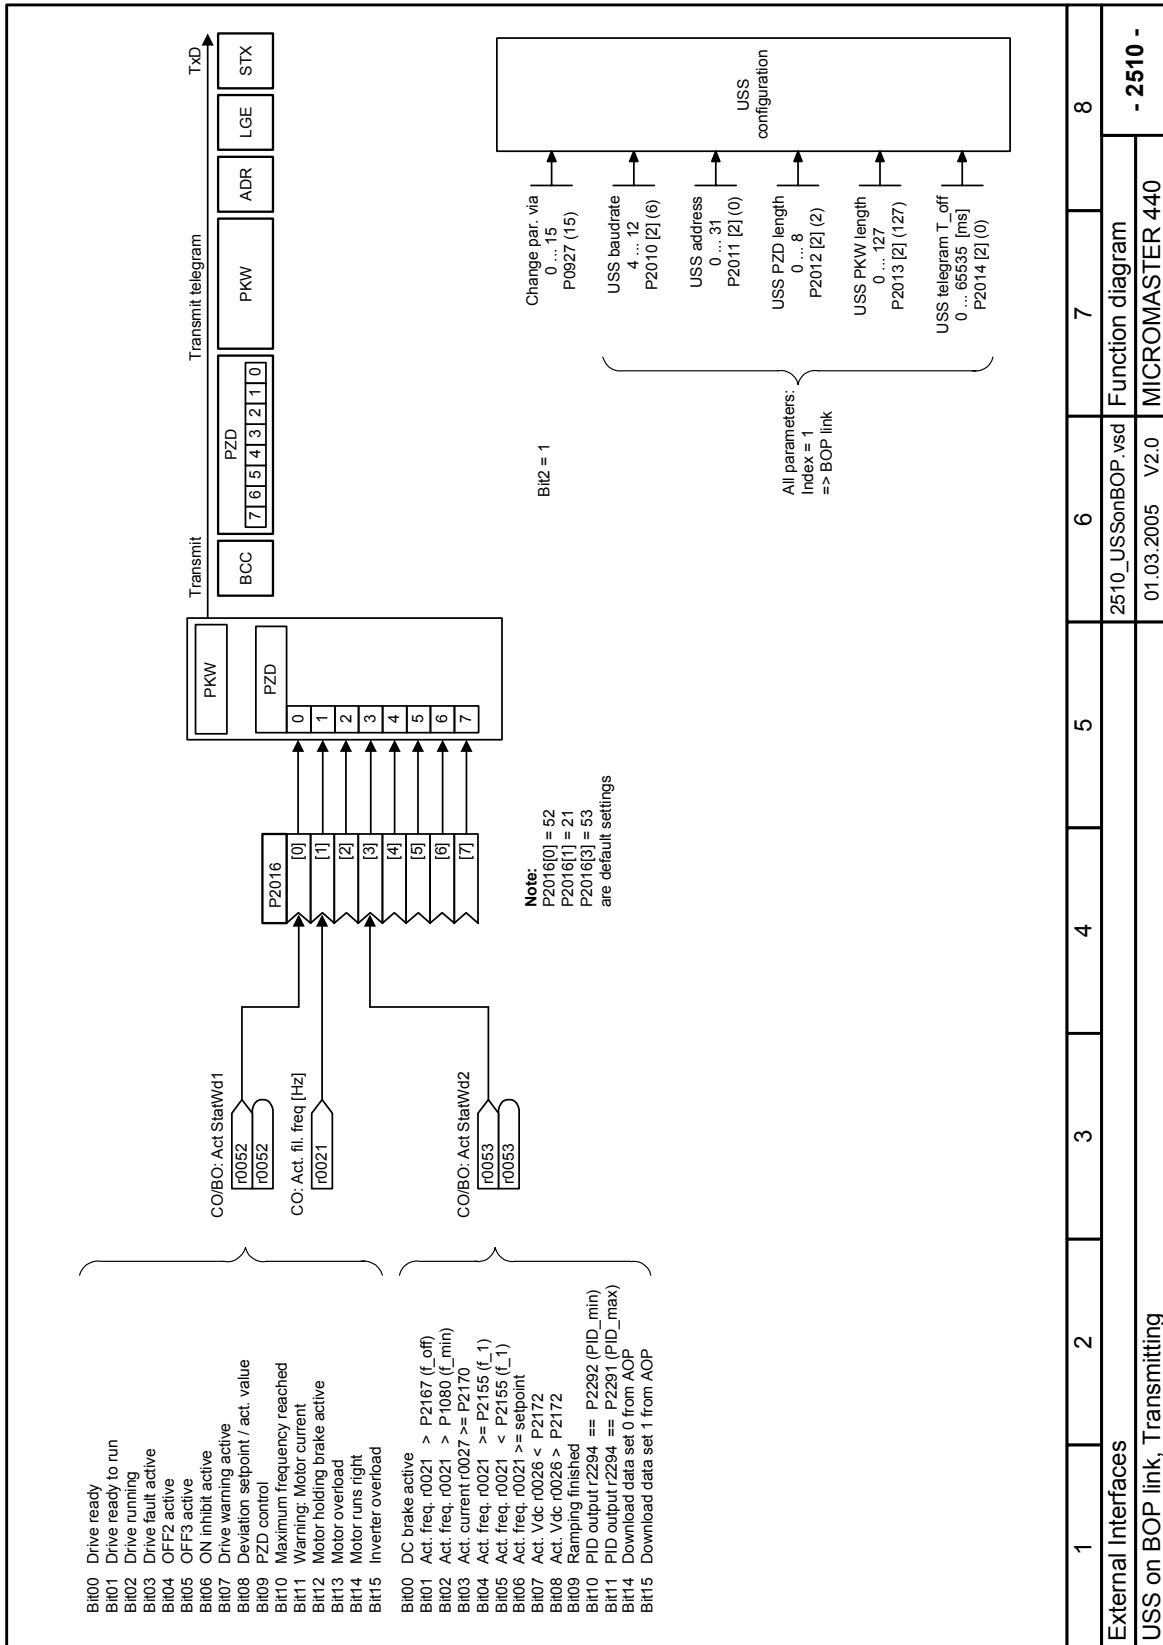 Bit00 Drive ready
Bit01 Drive ready to run
Bit02 Drive running
Bit03 Drive fault active
Bit04 OFF2 active
Bit05 OFF3 active
Bit06 ON inhibit active
Bit07 Drive warning active
Bit08 Deviation setpoint / act. value
Bit09 PZD control
Bit10 Maximum frequency reached
Bit11 Warning: Motor current
Bit12 Motor holding brake active
Bit13 Motor overload
Bit14 Motor runs right
Bit15 Inverter overload
Bit00 DC brake active
Bit01 Act. freq. r0021 > P2167 (f_off)
Bit02 Act. freq. r0021 > P1080 (f_min)
Bit03 Act. current r0027 >= P2170
Bit04 Act. freq. r0021 >= P2155 (f_1)
Bit05 Act. freq. r0021 < P2155 (f_1)
Bit06 Act. freq. r0021 >= setpoint
Bit07 Act. Vdc r0026 < P2172
Bit08 Act. Vdc r0026 > P2172
Bit09 Ramping finished
Bit10 PID output r2294 == P2292 (PID_min)
Bit11 PID output r2294 == P2291 (PID_max)
Bit14 Download data set 0 from AOP
Bit15 Download data set 1 from AOP
CO/BO: Act StatWd1
r0052
r0052
CO: Act. fil. freq [Hz]
r0021
CO/BO: Act StatWd2
r0053
r0053
P2016
[0]
[1]
[2]
[3]
[4]
[5]
[6]
[7]
Note:
P2016[0] = 52
P2016[1] = 21
P2016[3] = 53
are default settings
PKW
PZD
0
1
2
3
4
5
6
7
Transmit
Transmit telegram
TxD
BCC
PZD
7 6 5 4 3 2 1 0
PKW
ADR
LGE
STX
Bit2 = 1
All parameters:
Index = 1
=> BOP link
Change par. via
0 ... 15
P0927 (15)
USS baudrate
4 ... 12
P2010 [2] (6)
USS address
0 ... 31
P2011 [2] (0)
USS PZD length
0 ... 8
P2012 [2] (2)
USS PKW length
0 ... 127
P2013 [2] (127)
USS telegram T_off
0 ... 65535 [ms]
P2014 [2] (0)
USS
configuration
1 2 3 4 5 6 7 8
External Interfaces
2510_USSonBOP.vsd
Function diagram
- 2510 -
USS on BOP link, Transmitting
01.03.2005 V2.0
MICROMASTER 440